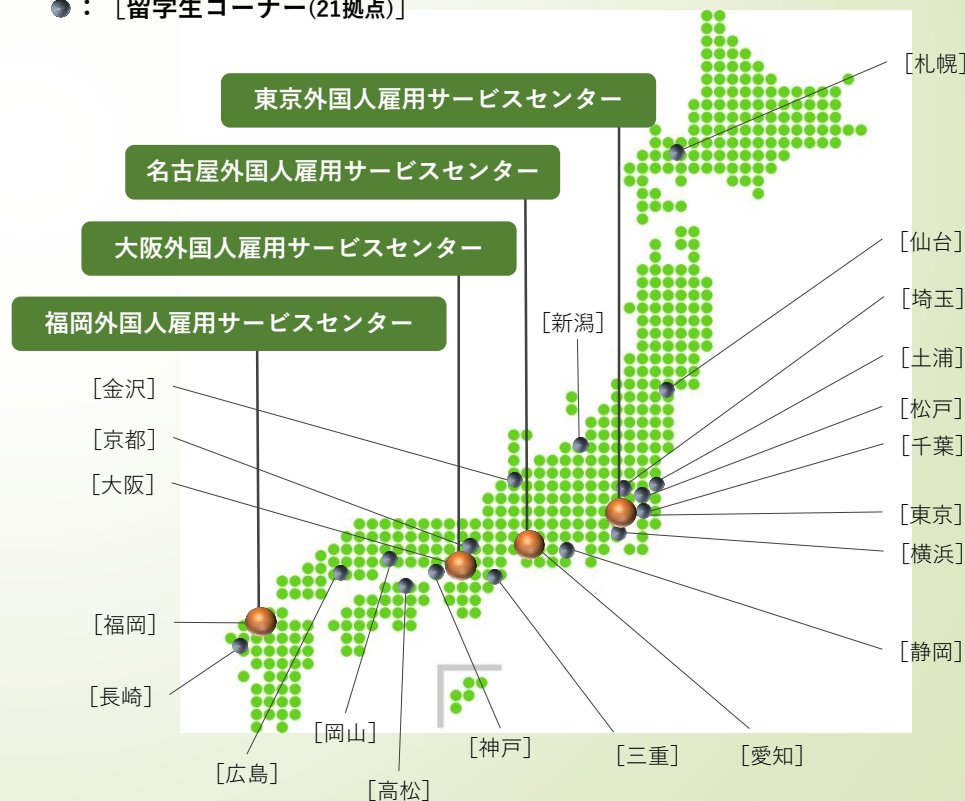 ：［留学生コーナー(21拠点)］
［札幌］
東京外国人雇用サービスセンター
名古屋外国人雇用サービスセンター
大阪外国人雇用サービスセンター
福岡外国人雇用サービスセンター
［仙台］
［埼玉］
［新潟］
［土浦］
［金沢］
［松戸］
［京都］
［千葉］
［大阪］
［東京］
［横浜］
［福岡］
［静岡］
［長崎］
［岡山］
［神戸］
［三重］
［愛知］
［広島］
［高松］